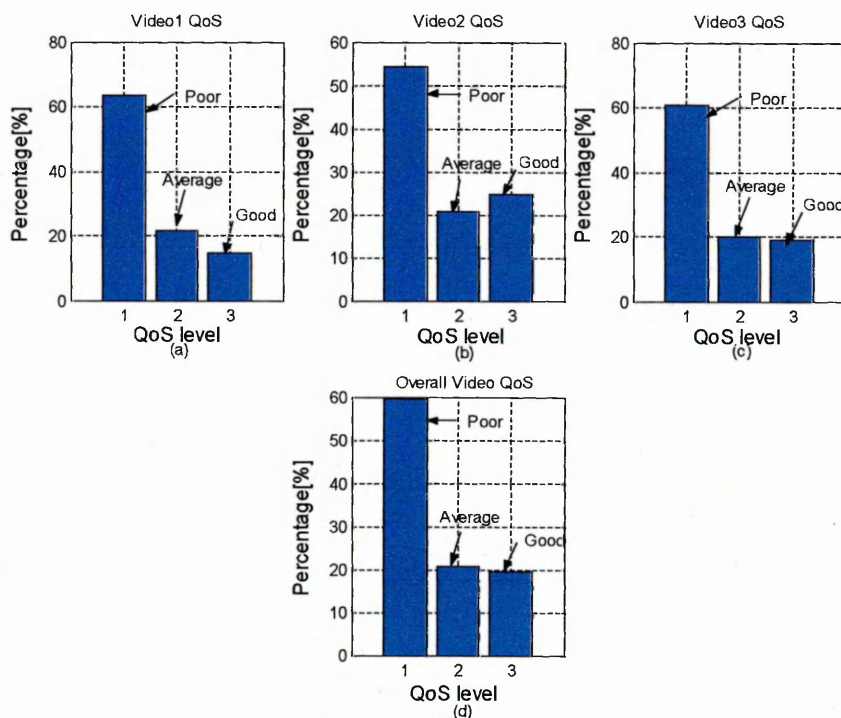 Video1 QoS
80
60
40
20
0
Percentage[%]
Poor
Average
Good
1 2 3
QoS level
(a)
Video2 QoS
60
50
40
30
20
10
0
Percentage[%]
Poor
Average
Good
1 2 3
QoS level
(b)
Video3 QoS
80
60
40
20
0
Percentage[%]
Poor
Average
Good
1 2 3
QoS level
(c)
Overall Video QoS
60
50
40
30
20
10
0
Percentage[%]
Poor
Average
Good
1 2 3
QoS level
(d)